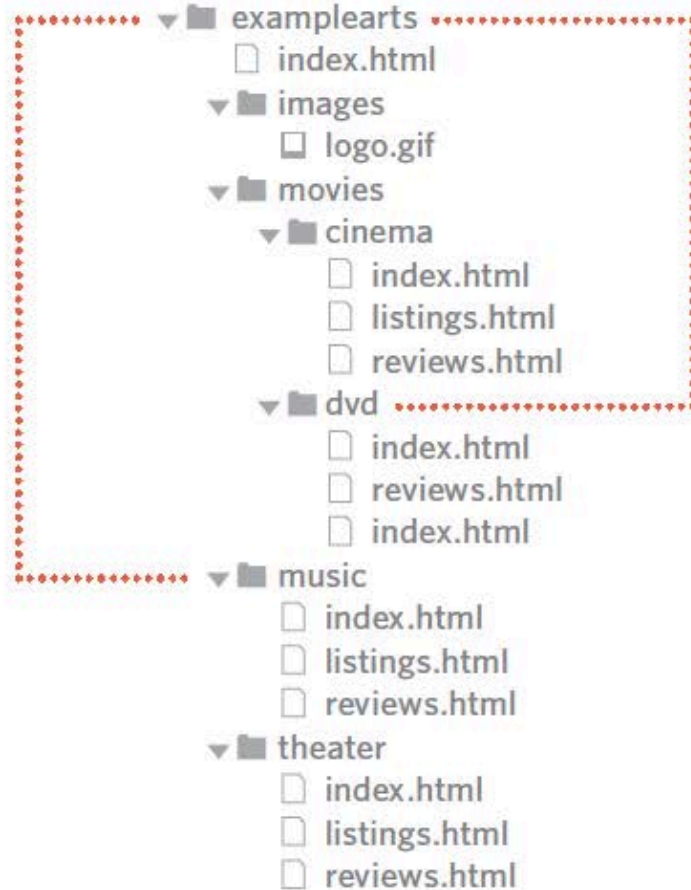 examplearts
index.html
images
logo.gif
movies
cinema
index.html
listings.html
reviews.html
dvd
index.html
reviews.html
index.html
music
index.html
listings.html
reviews.html
theater
index.html
listings.html
reviews.html